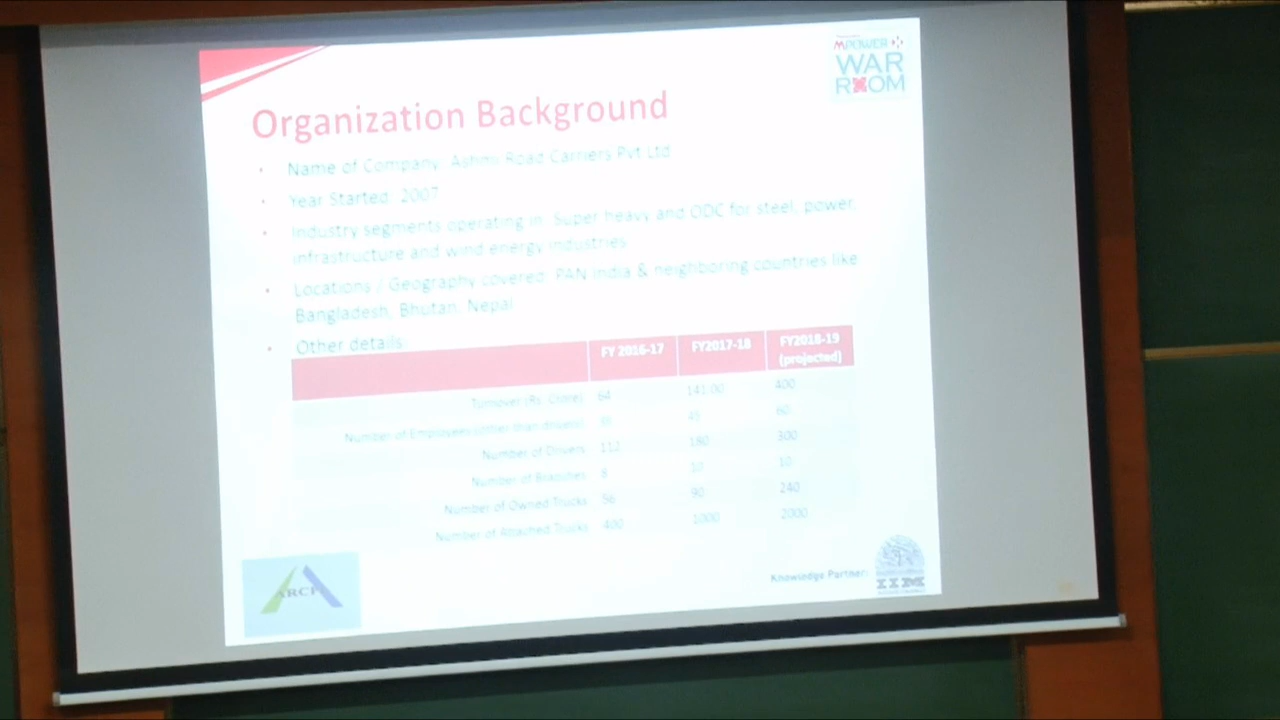 MPOWER
WAR
ROOM
Organization Background
• Name of Company: Ashmi Road Carriers Pvt Ltd
• Year Started: 2007
• Industry segments operating in: Super heavy and ODC for steel, power,
infrastructure and wind energy industries
• Locations / Geography covered: PAN India & neighboring countries like
Bangladesh, Bhutan, Nepal
• Other details
FY 2016-17 FY2017-18 FY2018-19
(projected)
Turnover (Rs. Crore) 64 141.00 400
Number of Employees (other than drivers) 45 60
Number of Drivers 112 180 300
Number of Branches 8 10 10
Number of Owned Trucks 56 90 240
Number of Attached Trucks 400 1000 2000
ARCP
Knowledge Partner:
IIM